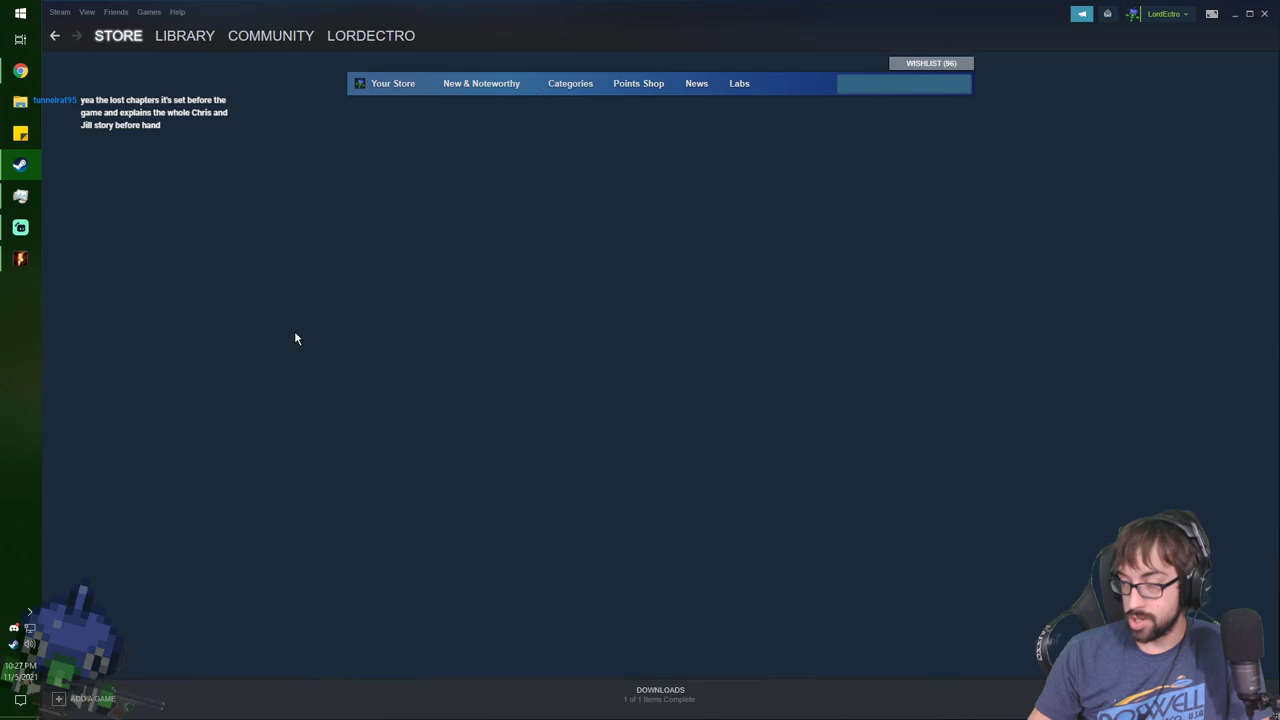 Steam View Friends Games Help
LordEctro
STORE LIBRARY COMMUNITY LORDECTRO
WISHLIST (96)
Your Store New & Noteworthy Categories Points Shop News Labs
tunnelrat95 yea the lost chapters it's set before the
game and explains the whole Chris and
Jill story before hand
10:27 PM
11/5/2021
ADD A GAME
DOWNLOADS
1 of 1 Items Complete